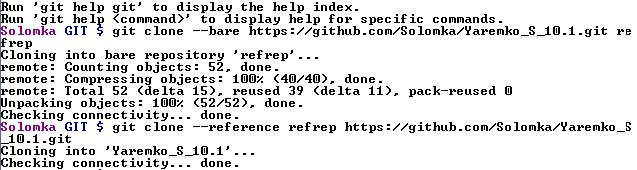 Run 'git help git' to display the help index.
Run 'git help <command>' to display help for specific commands.
Solomka GIT $ git clone --bare https://github.com/Solomka/Yaremko_S_10.1.git re
frep
Cloning into bare repository 'refrep'...
remote: Counting objects: 52, done.
remote: Compressing objects: 100% (40/40), done.
remote: Total 52 (delta 15), reused 39 (delta 11), pack-reused 0
Unpacking objects: 100% (52/52), done.
Checking connectivity... done.
Solomka GIT $ git clone --reference refrep https://github.com/Solomka/Yaremko_S
_10.1.git
Cloning into 'Yaremko_S_10.1'...
Checking connectivity... done.